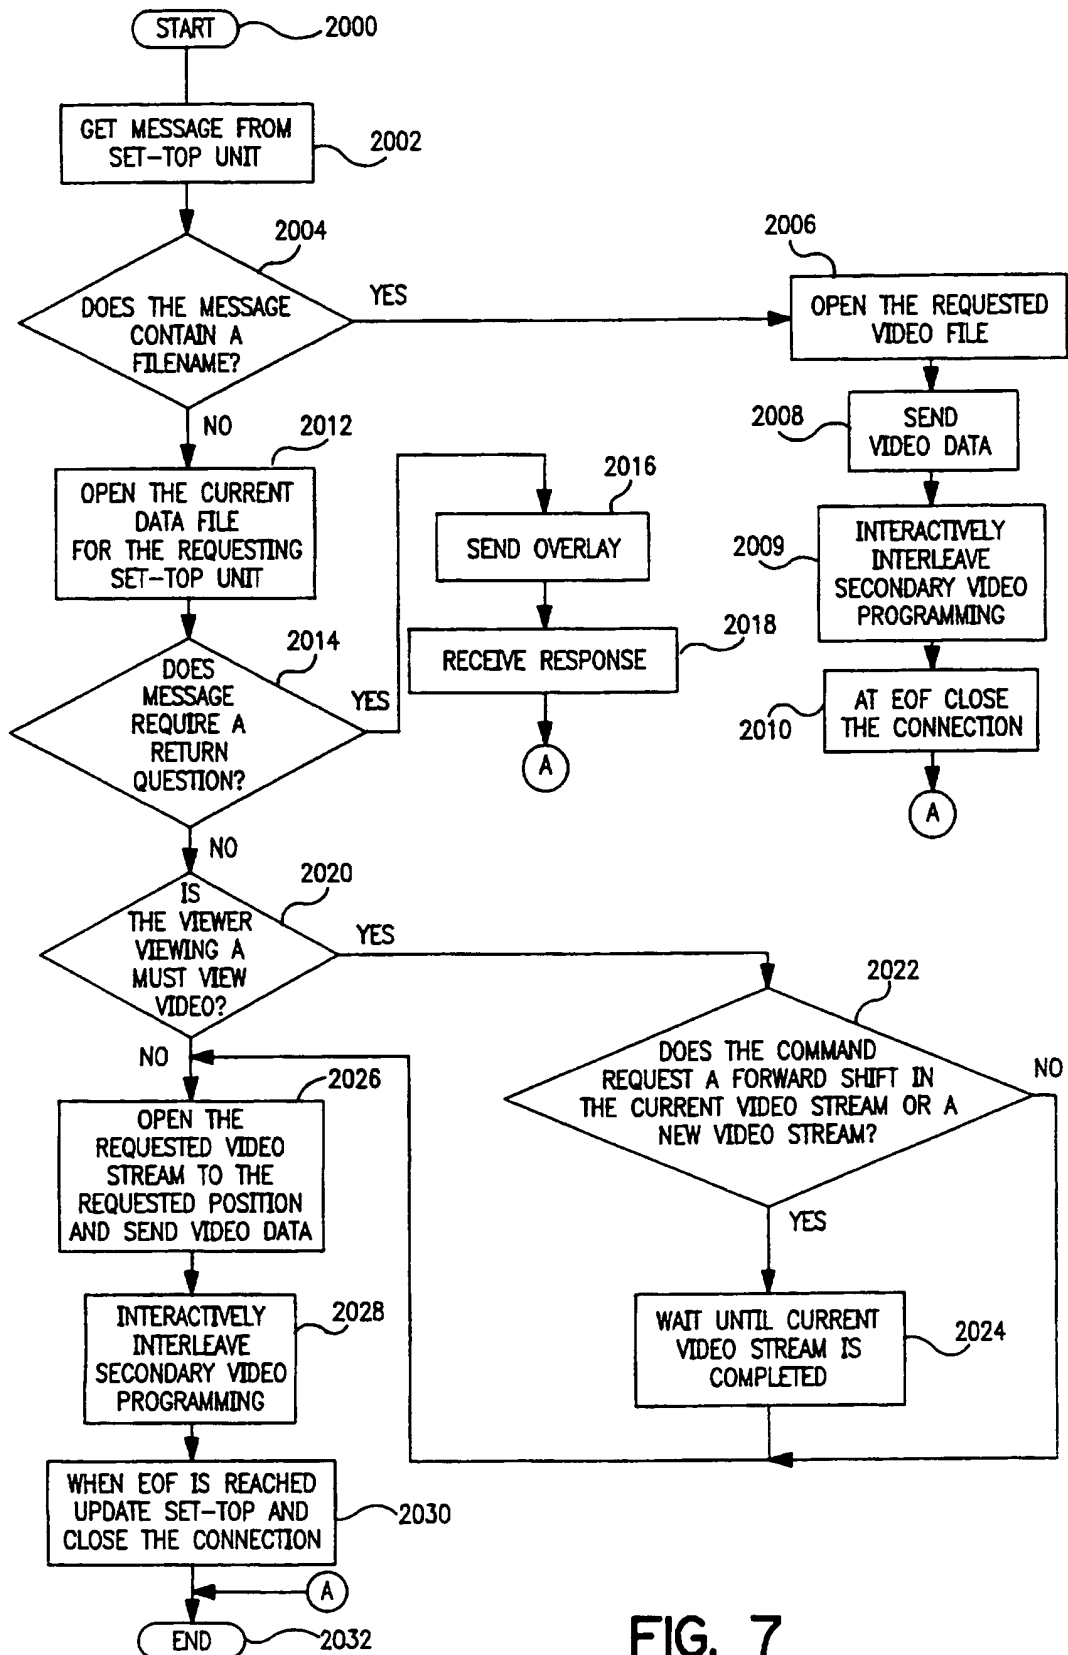 START
2000
GET MESSAGE FROM
SET-TOP UNIT
2002
2004
DOES THE MESSAGE
CONTAIN A
FILENAME?
YES
NO
2006
OPEN THE REQUESTED
VIDEO FILE
2008
SEND
VIDEO DATA
2009
INTERACTIVELY
INTERLEAVE
SECONDARY VIDEO
PROGRAMMING
2010
AT EOF CLOSE
THE CONNECTION
A
2012
OPEN THE CURRENT
DATA FILE
FOR THE REQUESTING
SET-TOP UNIT
2014
DOES
MESSAGE
REQUIRE A
RETURN
QUESTION?
YES
NO
2016
SEND OVERLAY
RECEIVE RESPONSE
2018
A
2020
IS
THE VIEWER
VIEWING A
MUST VIEW
VIDEO?
YES
NO
2022
DOES THE COMMAND
REQUEST A FORWARD SHIFT IN
THE CURRENT VIDEO STREAM OR A
NEW VIDEO STREAM?
NO
YES
WAIT UNTIL CURRENT
VIDEO STREAM IS
COMPLETED
2024
2026
OPEN THE
REQUESTED VIDEO
STREAM TO THE
REQUESTED POSITION
AND SEND VIDEO DATA
INTERACTIVELY
INTERLEAVE
SECONDARY VIDEO
PROGRAMMING
2028
WHEN EOF IS REACHED
UPDATE SET-TOP AND
CLOSE THE CONNECTION
2030
A
END
2032
FIG. 7